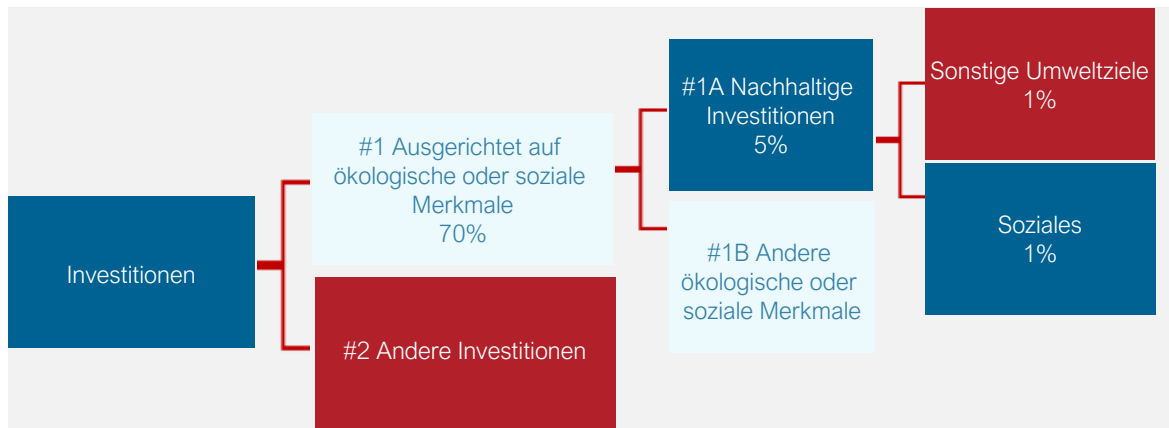 Investitionen
#1 Ausgerichtet auf
ökologische oder soziale
Merkmale
70%
#2 Andere Investitionen
#1A Nachhaltige
Investitionen
5%
#1B Andere
ökologische oder
soziale Merkmale
Sonstige Umweltziele
1%
Soziales
1%